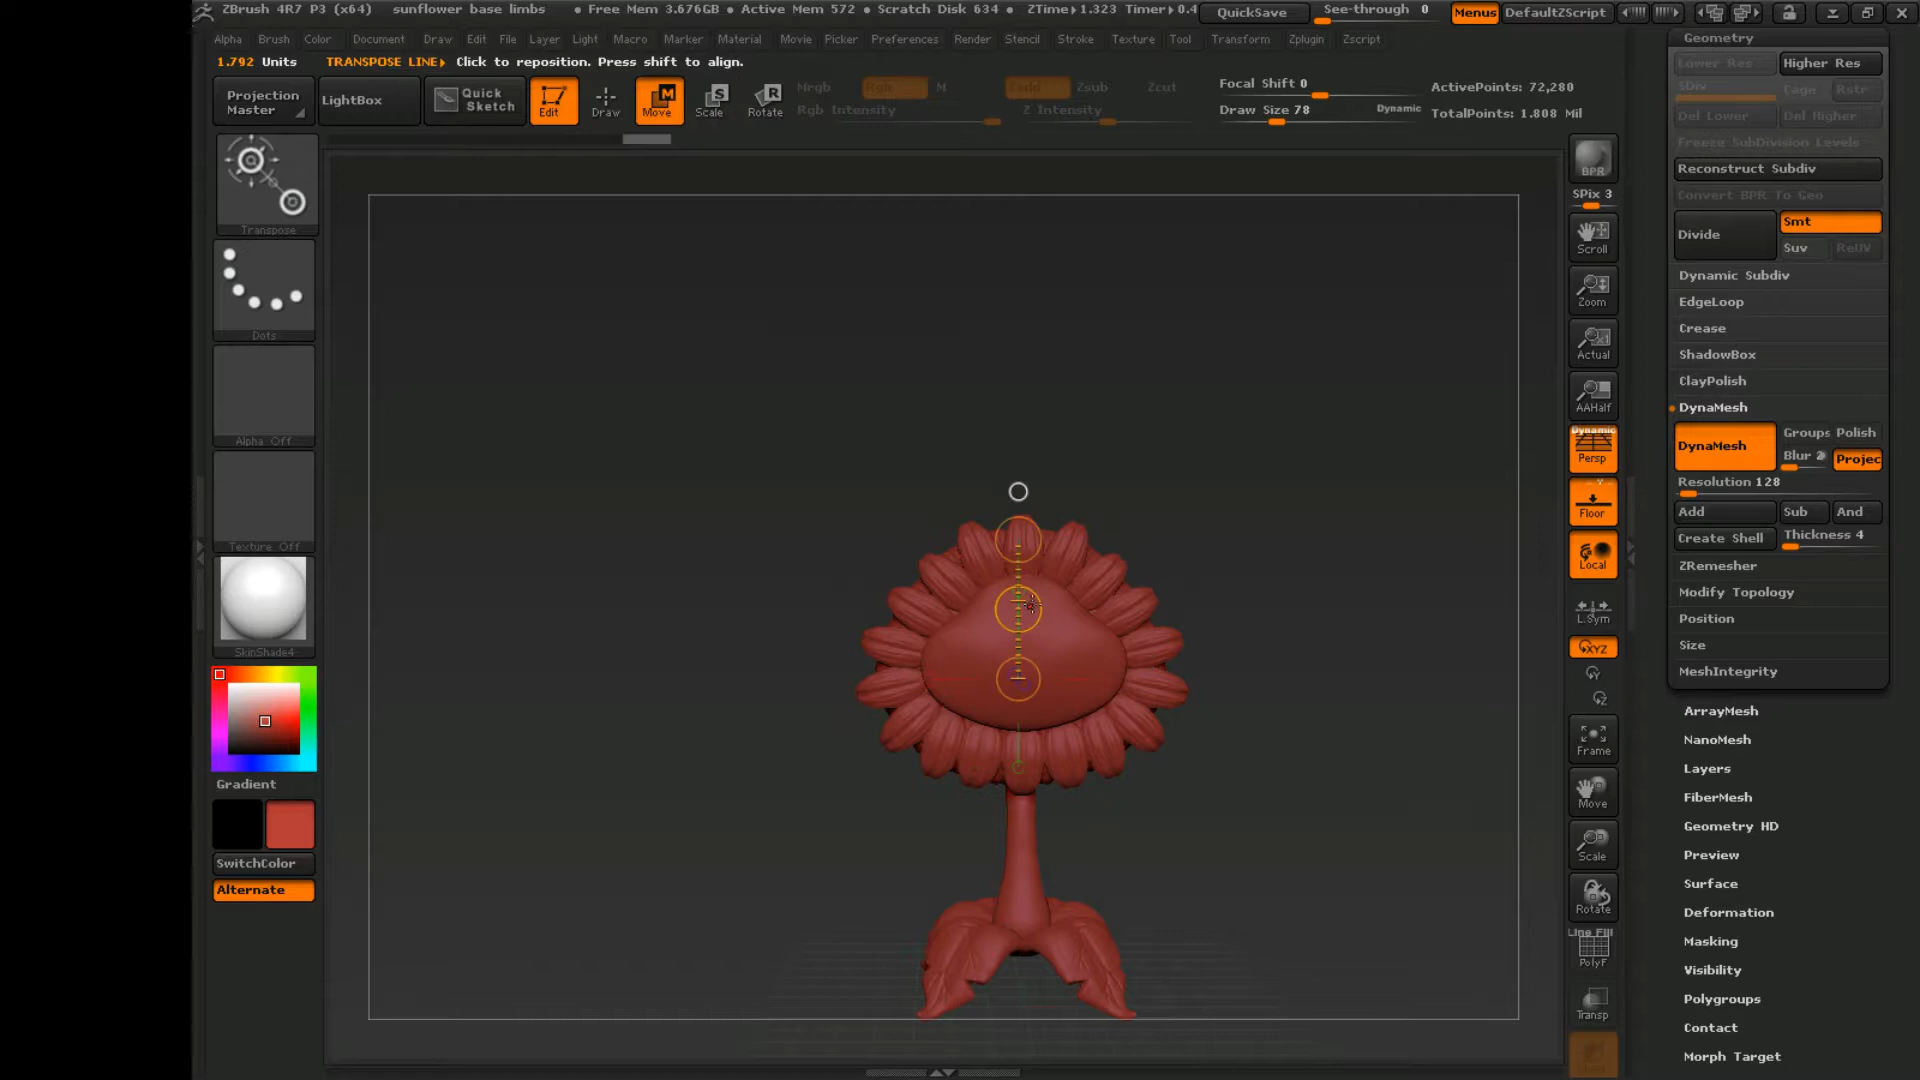 ZBrush 4R7 P3 (x64) sunflower base limbs • Free Mem 3.676GB • Active Mem 572 • Scratch Disk 634 • ZTime▸1.323 Timer▸0.4 QuickSave See-through 0 Menus DefaultZScript
Alpha Brush Color Document Draw Edit File Layer Light Macro Marker Material Movie Picker Preferences Render Stencil Stroke Texture Tool Transform Zplugin Zscript
1.792 Units TRANSPOSE LINE▸ Click to reposition. Press shift to align.
Projection Master
LightBox
Quick Sketch
Edit
Draw
Move
Scale
Rotate
Mrgb Rgb M
Rgb Intensity
Zadd Zsub Zcut
Z Intensity
Focal Shift 0
Draw Size 78 Dynamic
ActivePoints: 72,280
TotalPoints: 1.808 Mil
Transpose
Dots
Alpha Off
Texture Off
SkinShade4
Gradient
SwitchColor
Alternate
BPR
SPix 3
Scroll
Zoom
Actual
AAHalf
Dynamic
Persp
Floor
Local
L.Sym
XYZ
Frame
Move
Scale
Rotate
Line Fill
PolyF
Transp
Geometry
Lower Res Higher Res
SDiv Cage Rstr
Del Lower Del Higher
Freeze SubDivision Levels
Reconstruct Subdiv
Convert BPR To Geo
Divide Smt
Suv ReUV
Dynamic Subdiv
EdgeLoop
Crease
ShadowBox
ClayPolish
DynaMesh
DynaMesh Groups Polish
Blur 2 Projec
Resolution 128
Add Sub And
Create Shell Thickness 4
ZRemesher
Modify Topology
Position
Size
MeshIntegrity
ArrayMesh
NanoMesh
Layers
FiberMesh
Geometry HD
Preview
Surface
Deformation
Masking
Visibility
Polygroups
Contact
Morph Target